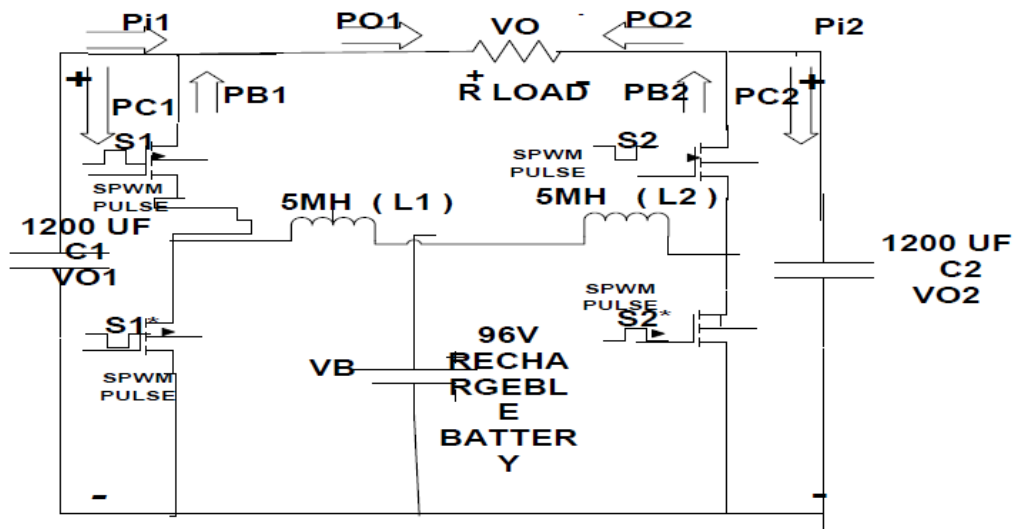 Pi1
PO1
VO
PO2
Pi2
+
+
PC1
PB1
+ -
R LOAD
PB2
PC2
S1
S2
SPWM
PULSE
SPWM
PULSE
5MH ( L1 )
5MH ( L2 )
1200 UF
C1
VO1
1200 UF
C2
VO2
S1*
SPWM
PULSE
SPWM
PULSE
S2*
VB
96V
RECHA
RGEBL
E
BATTER
Y
-
-